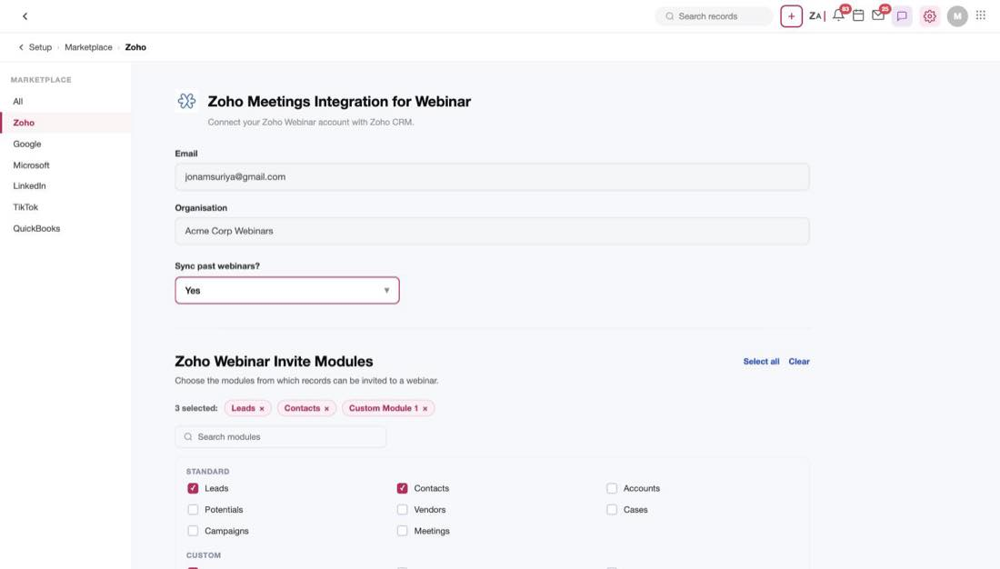 Search records
+
ZA
83
25
M
Setup › Marketplace › Zoho
MARKETPLACE
All
Zoho
Google
Microsoft
LinkedIn
TikTok
QuickBooks
Zoho Meetings Integration for Webinar
Connect your Zoho Webinar account with Zoho CRM.
Email
jonamsuriya@gmail.com
Organisation
Acme Corp Webinars
Sync past webinars?
Yes
Zoho Webinar Invite Modules
Select all Clear
Choose the modules from which records can be invited to a webinar.
3 selected: Leads × Contacts × Custom Module 1 ×
Search modules
STANDARD
Leads Contacts Accounts
Potentials Vendors Cases
Campaigns Meetings
CUSTOM